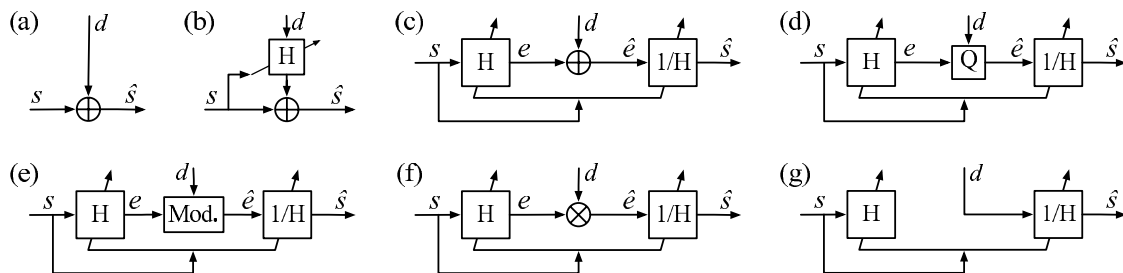 (a) d (b) d (c) d (d) d
H
s e ê ŝ s e ê ŝ
H 1/H H Q 1/H
s ŝ s ŝ
(e) d (f) d (g) d
s e ê ŝ s e ê ŝ s ŝ
H Mod. 1/H H 1/H H 1/H